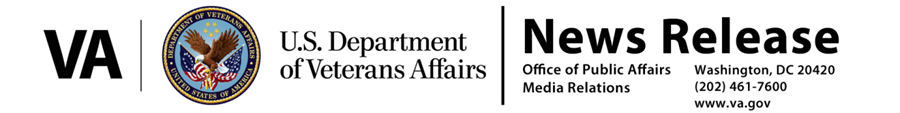 VA
DEPARTMENT OF VETERANS AFFAIRS
UNITED STATES OF AMERICA
U.S. Department
of Veterans Affairs
News Release
Office of Public Affairs
Media Relations
Washington, DC 20420
(202) 461-7600
www.va.gov